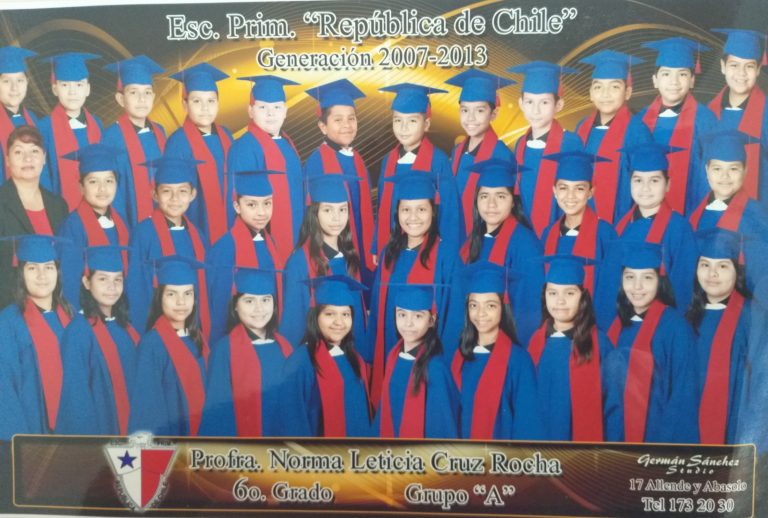 Esc. Prim. "República de Chile"
Generación 2007-2013
Profra. Norma Leticia Cruz Rocha
6o. Grado Grupo "A"
Germán Sánchez
Studio
17 Allende y Abasolo
Tel 173 20 30